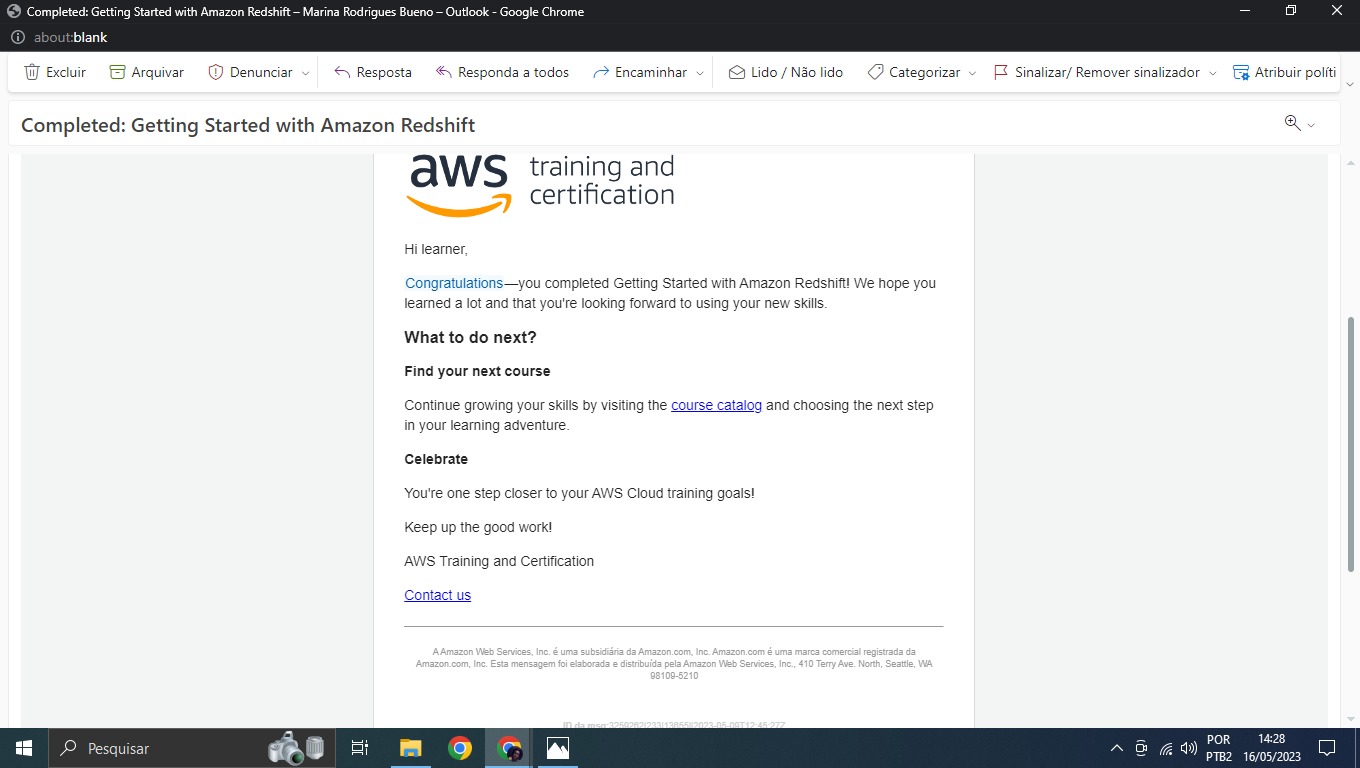 Completed: Getting Started with Amazon Redshift – Marina Rodrigues Bueno – Outlook - Google Chrome
about:blank
Excluir Arquivar Denunciar Resposta Responda a todos Encaminhar Lido / Não lido Categorizar Sinalizar/ Remover sinalizador Atribuir políti
Completed: Getting Started with Amazon Redshift
aws training and
certification
Hi learner,
Congratulations—you completed Getting Started with Amazon Redshift! We hope you
learned a lot and that you're looking forward to using your new skills.
What to do next?
Find your next course
Continue growing your skills by visiting the course catalog and choosing the next step
in your learning adventure.
Celebrate
You're one step closer to your AWS Cloud training goals!
Keep up the good work!
AWS Training and Certification
Contact us
A Amazon Web Services, Inc. é uma subsidiária da Amazon.com, Inc. Amazon.com é uma marca comercial registrada da
Amazon.com, Inc. Esta mensagem foi elaborada e distribuída pela Amazon Web Services, Inc., 410 Terry Ave. North, Seattle, WA
98109-5210
ID da msg:
Pesquisar
POR 14:28
PTB2 16/05/2023